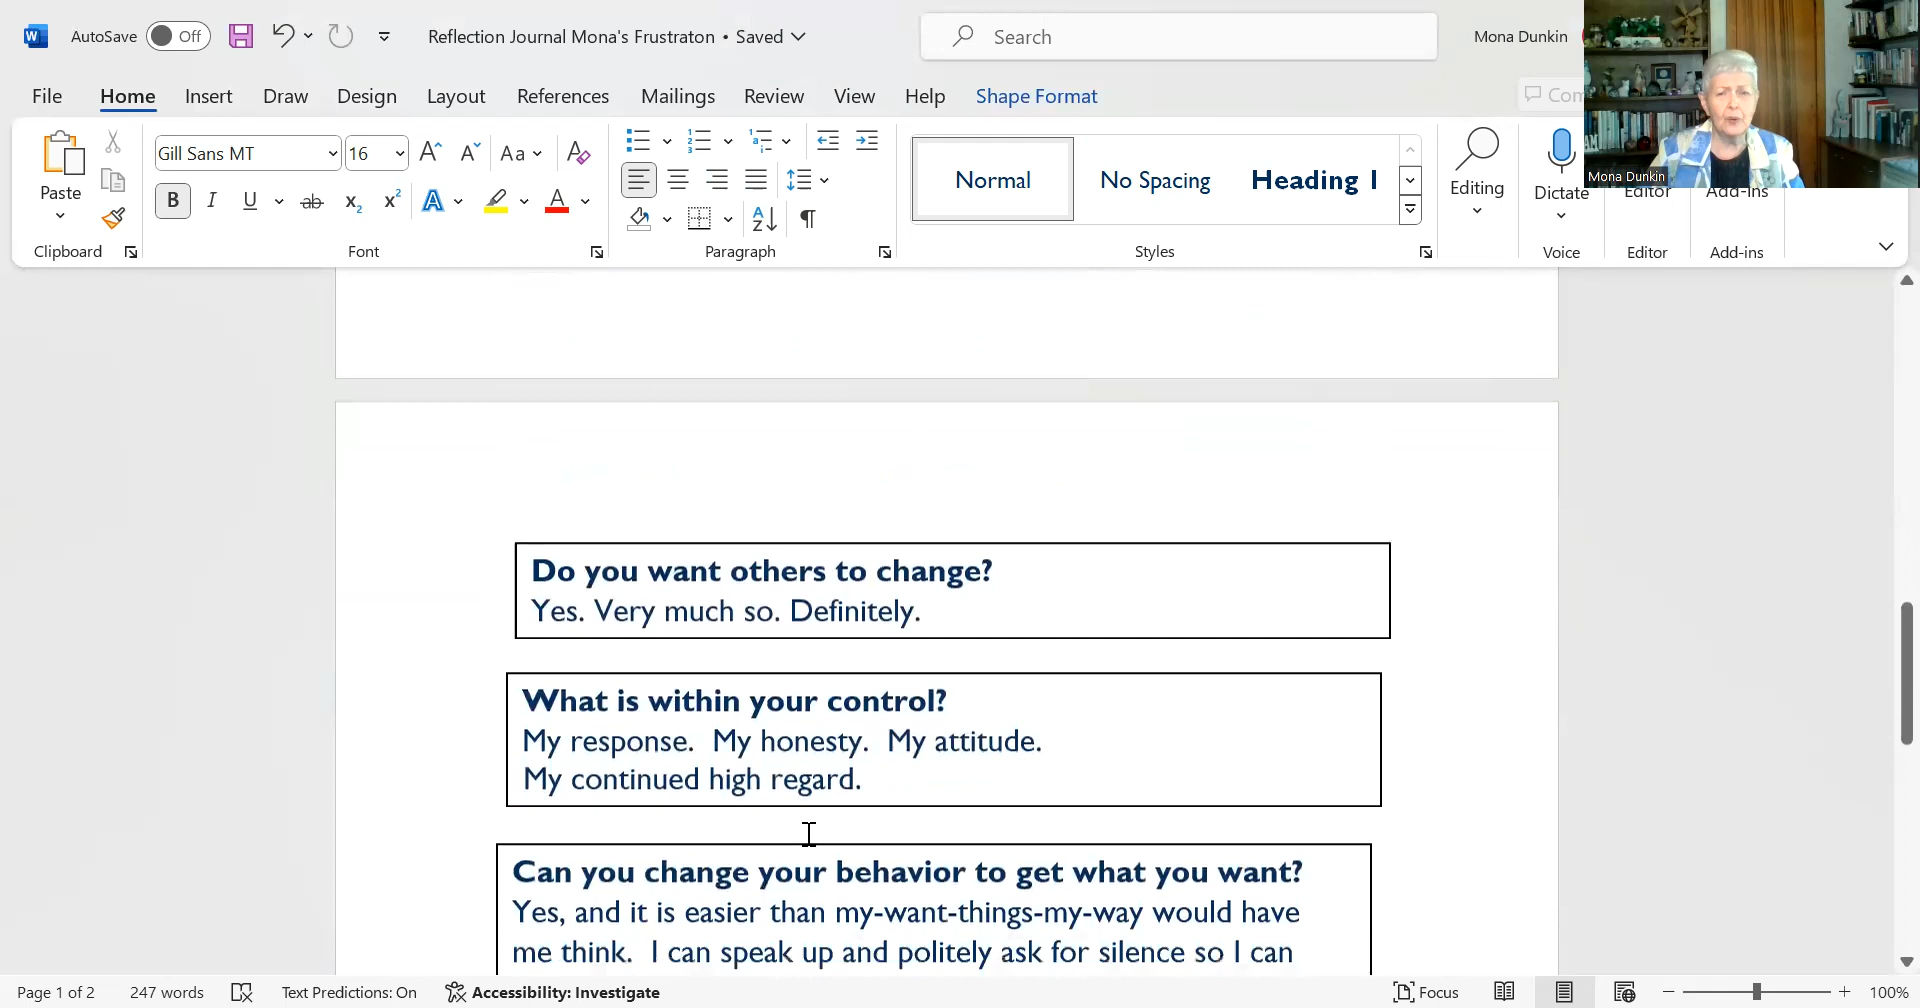 AutoSave Off Reflection Journal Mona's Frustraton • Saved Search Mona Dunkin
File Home Insert Draw Design Layout References Mailings Review View Help Shape Format
Paste Gill Sans MT 16 Aa Normal No Spacing Heading 1 Editing Dictate Editor Add-ins
Mona Dunkin
Clipboard Font Paragraph Styles Voice Editor Add-ins
Do you want others to change?
Yes. Very much so. Definitely.
What is within your control?
My response. My honesty. My attitude.
My continued high regard.
Can you change your behavior to get what you want?
Yes, and it is easier than my-want-things-my-way would have
me think. I can speak up and politely ask for silence so I can
Page 1 of 2 247 words Text Predictions: On Accessibility: Investigate Focus 100%